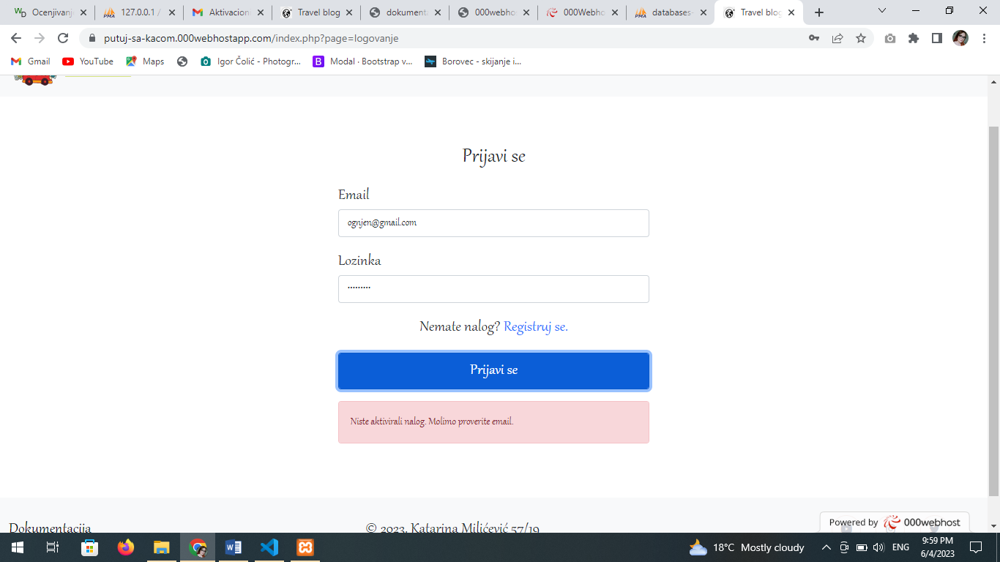 Ocenjivanj
127.0.0.1 /
Aktivacion
Travel blog
dokumenta
000webhos
000Webho
databases-
Travel blog
putuj-sa-kacom.000webhostapp.com/index.php?page=logovanje
Gmail
YouTube
Maps
Igor Čolić - Photogr...
B Modal · Bootstrap v...
Borovec - skijanje i...
Prijavi se
Email
ognjen@gmail.com
Lozinka
Nemate nalog? Registruj se.
Prijavi se
Niste aktivirali nalog. Molimo proverite email.
Dokumentacija
© 2023. Katarina Milićević 57/19
Powered by 000webhost
18°C Mostly cloudy
ENG
9:59 PM
6/4/2023